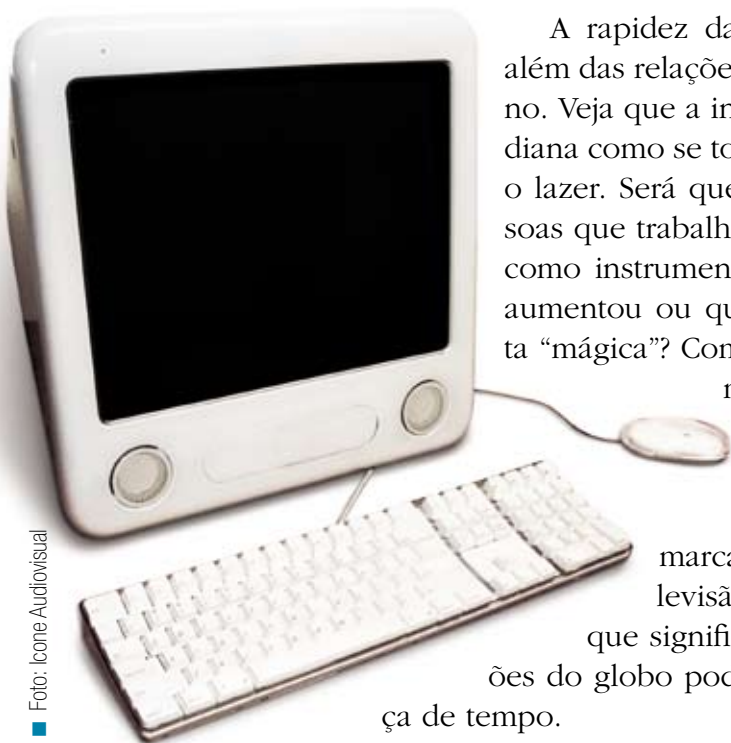 A rapidez da
além das relaçõe
no. Veja que a in
diana como se to
o lazer. Será que
soas que trabalh
como instrumen
aumentou ou qu
ta “mágica”? Con
marca
levisã
que signifi
ões do globo pod
ça de tempo.
■ Foto: Icone Audiovisual